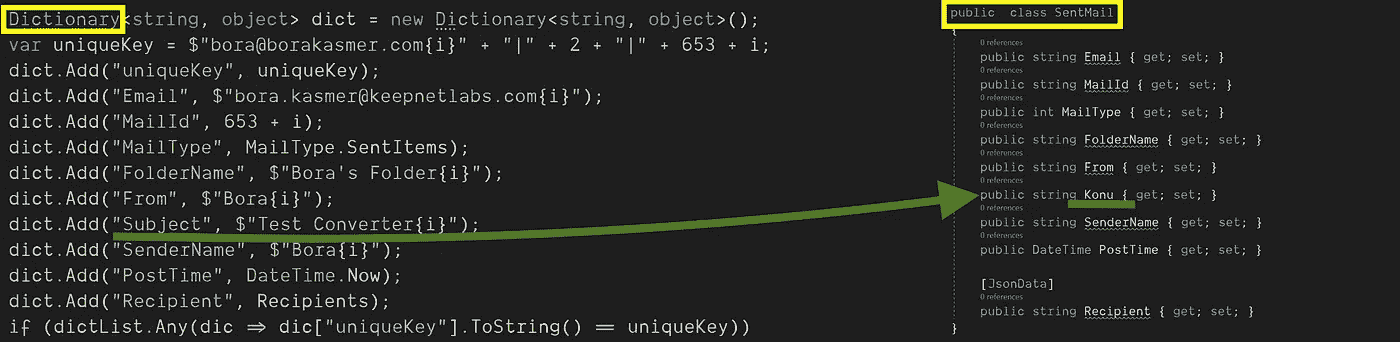 Dictionary<string, object> dict = new Dictionary<string, object>();
var uniqueKey = $"bora@borakasmer.com{i}" + "|" + 2 + "|" + 653 + i;
dict.Add("uniqueKey", uniqueKey);
dict.Add("Email", $"bora.kasmer@keepnetlabs.com{i}");
dict.Add("MailId", 653 + i);
dict.Add("MailType", MailType.SentItems);
dict.Add("FolderName", $"Bora's Folder{i}");
dict.Add("From", $"Bora{i}");
dict.Add("Subject", $"Test Converter{i}");
dict.Add("SenderName", $"Bora{i}");
dict.Add("PostTime", DateTime.Now);
dict.Add("Recipient", Recipients);
if (dictList.Any(dic => dic["uniqueKey"].ToString() == uniqueKey))
public class SentMail
{
0 references
public string Email { get; set; }
0 references
public string MailId { get; set; }
0 references
public int MailType { get; set; }
0 references
public string FolderName { get; set; }
0 references
public string From { get; set; }
0 references
public string Konu { get; set; }
0 references
public string SenderName { get; set; }
0 references
public DateTime PostTime { get; set; }
[JsonData]
0 references
public string Recipient { get; set; }
}